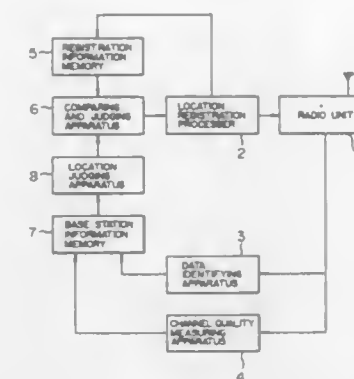 5
REGISTRATION
INFORMATION
MEMORY
6
COMPARING
AND JUDGING
APPARATUS
LOCATION
REGISTRATION
PROCESSER
2
RADIO UNIT
8
LOCATION
JUDGING
APPARATUS
7
BASE STATION
INFORMATION
MEMORY
3
DATA
IDENTIFYING
APPARATUS
CHANNEL QUALITY
MEASURING
APPARATUS
4